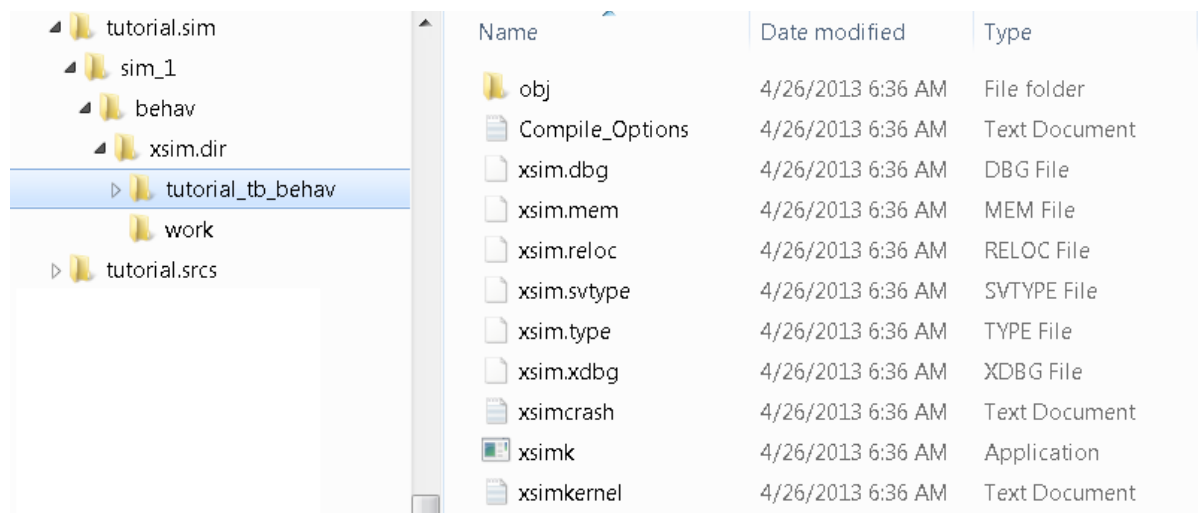 tutorial.sim
sim_1
behav
xsim.dir
tutorial_tb_behav
work
tutorial.srcs
Name Date modified Type
obj 4/26/2013 6:36 AM File folder
Compile_Options 4/26/2013 6:36 AM Text Document
xsim.dbg 4/26/2013 6:36 AM DBG File
xsim.mem 4/26/2013 6:36 AM MEM File
xsim.reloc 4/26/2013 6:36 AM RELOC File
xsim.svtype 4/26/2013 6:36 AM SVTYPE File
xsim.type 4/26/2013 6:36 AM TYPE File
xsim.xdbg 4/26/2013 6:36 AM XDBG File
xsimcrash 4/26/2013 6:36 AM Text Document
xsimk 4/26/2013 6:36 AM Application
xsimkernel 4/26/2013 6:36 AM Text Document